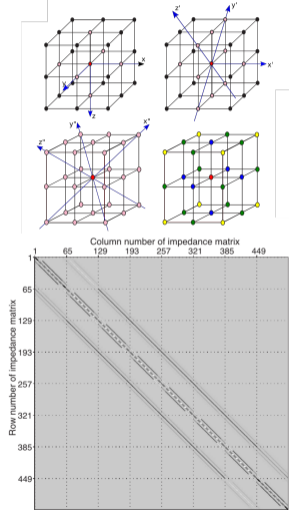 z'
y'
x
x'
y
z
y"
x"
z"
Column number of impedance matrix
1 65 129 193 257 321 385 449
Row number of impedance matrix
1
65
129
193
257
321
385
449